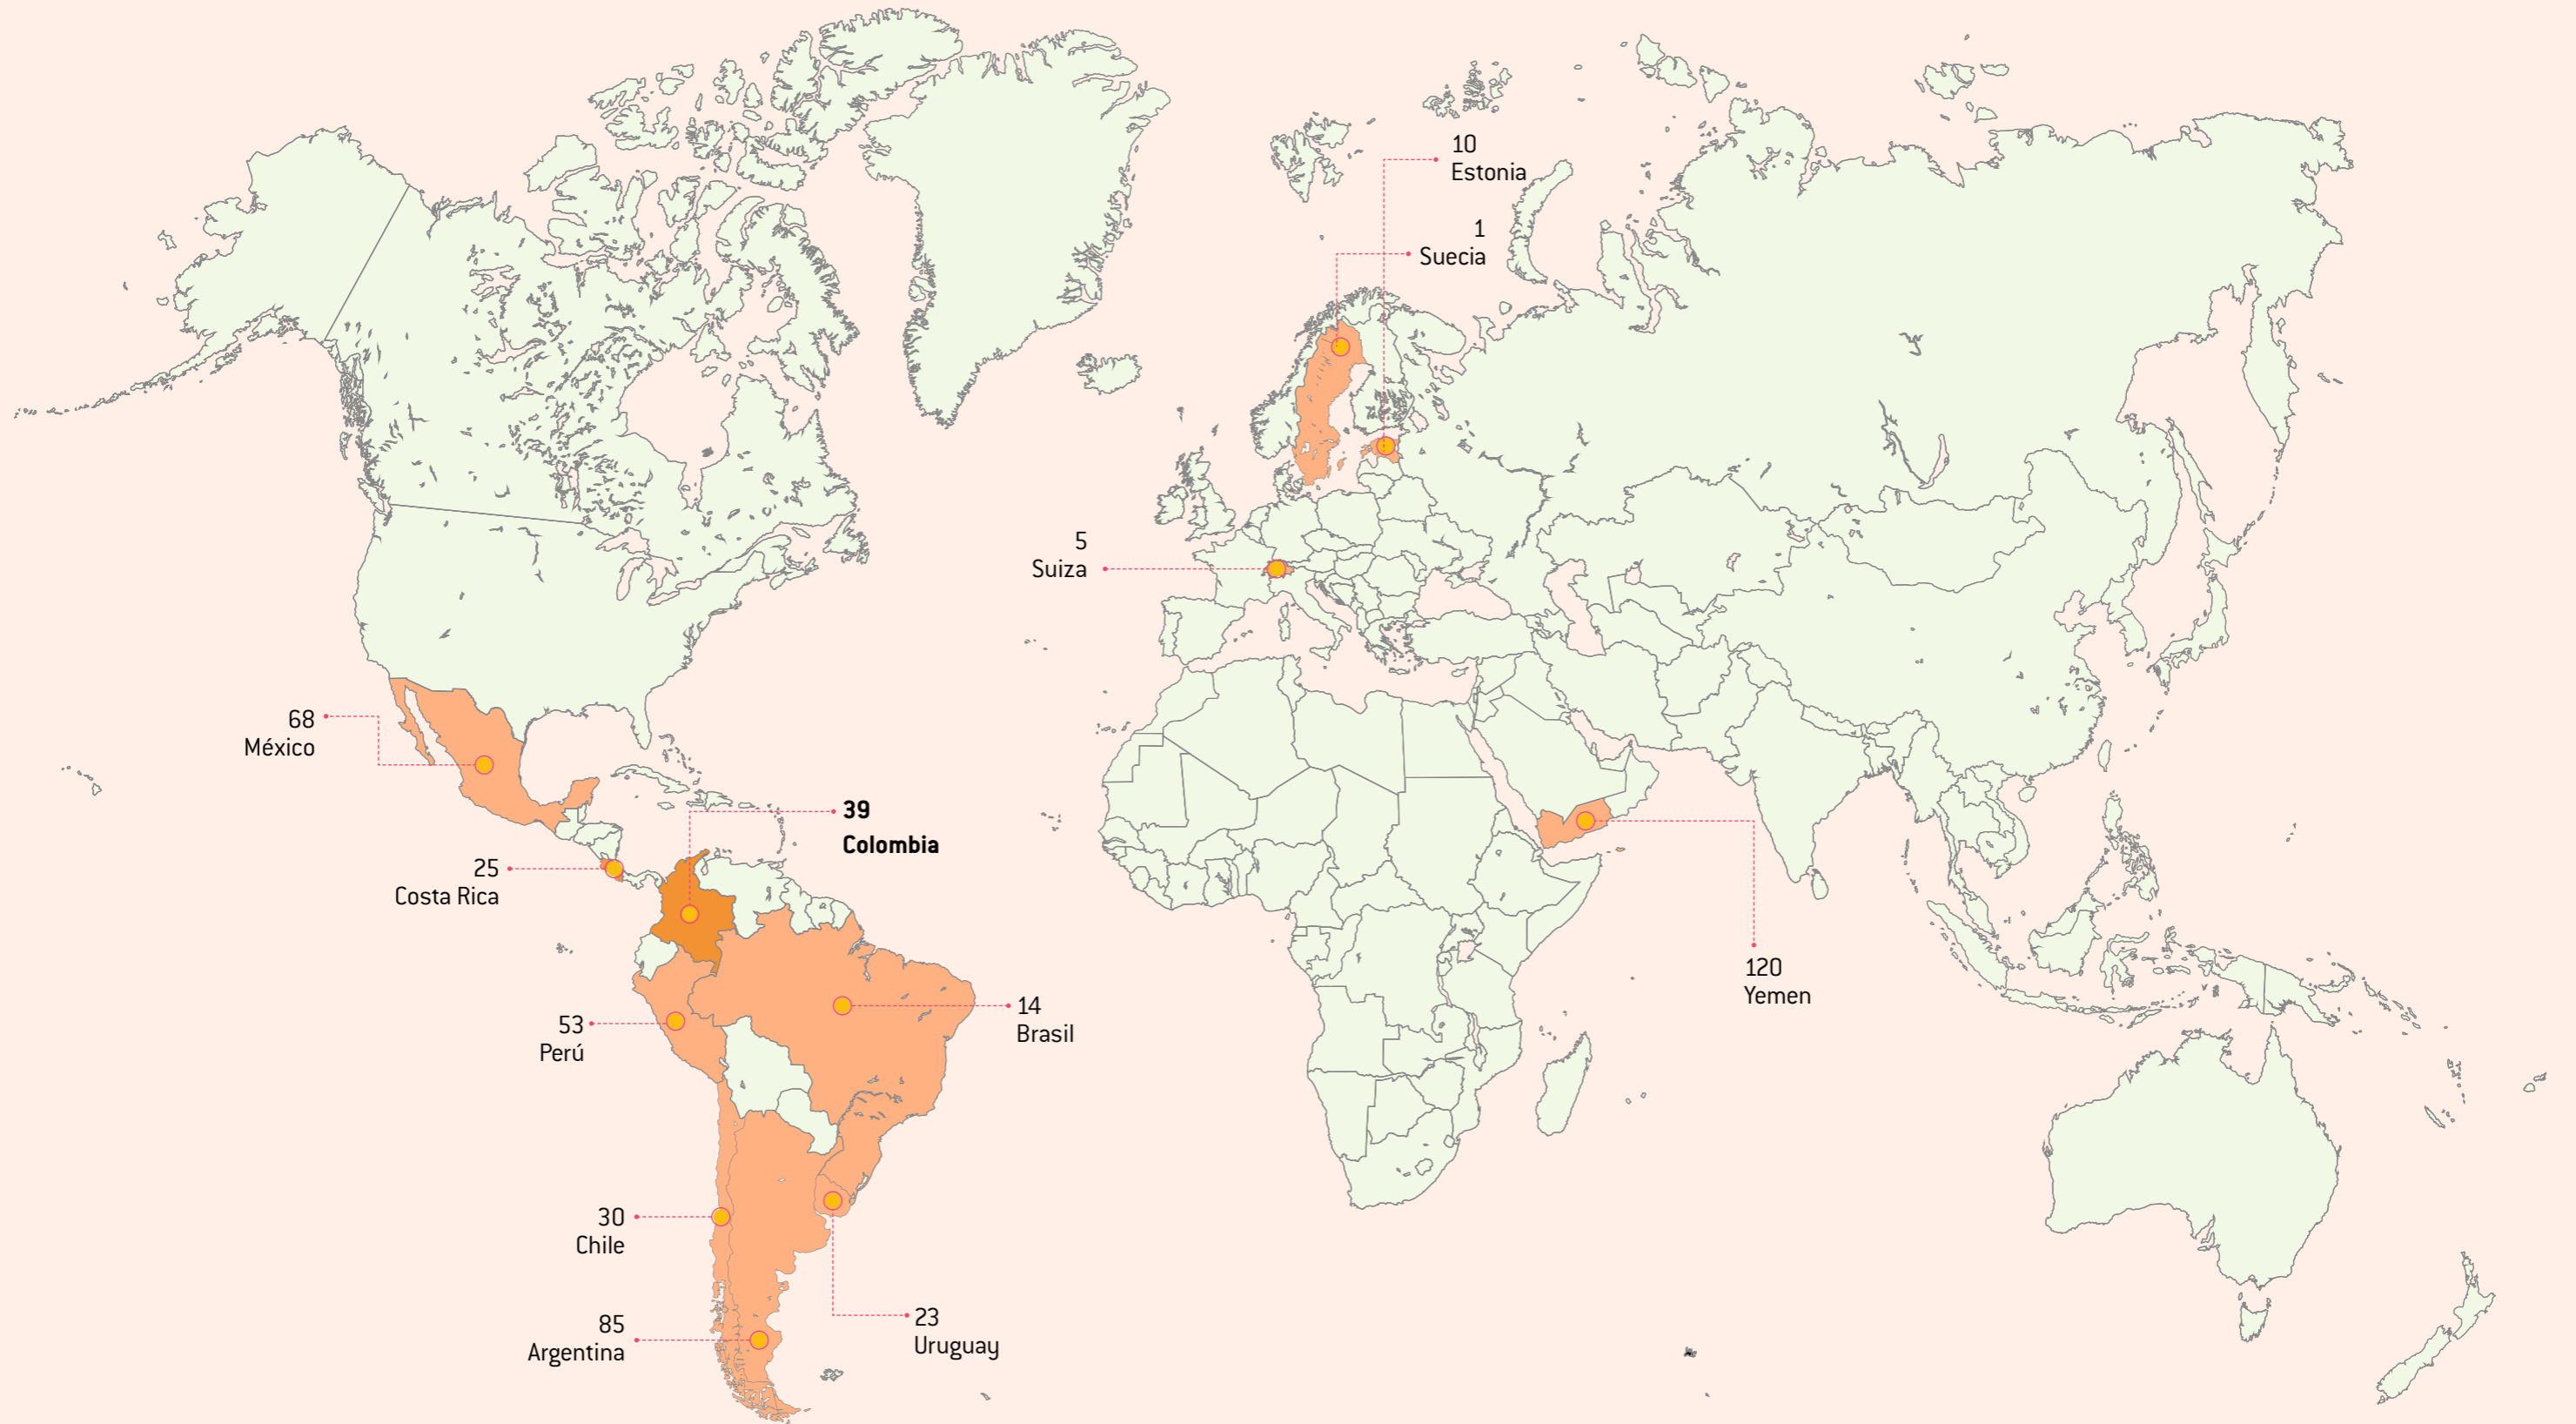 10
Estonia
1
Suecia
5
Suiza
68
México
39
Colombia
25
Costa Rica
120
Yemen
14
Brasil
53
Perú
30
Chile
23
Uruguay
85
Argentina